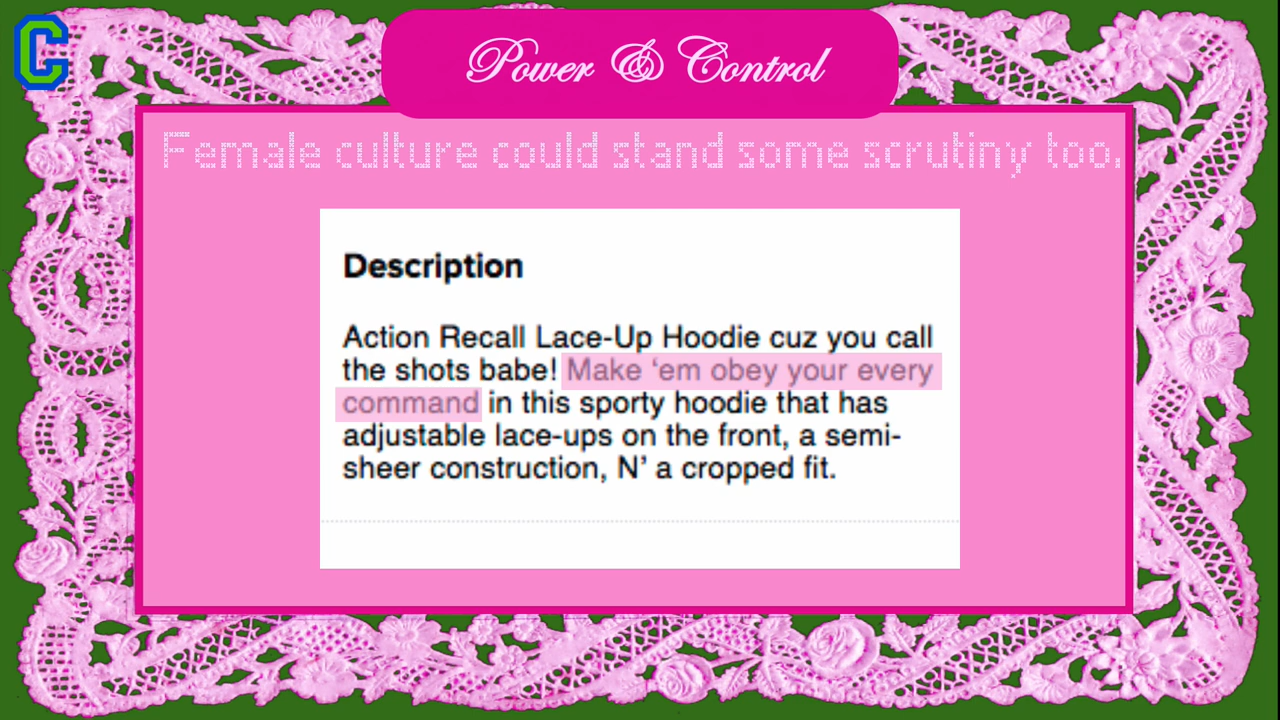 C
Power & Control
Female culture could stand some scrutiny too.
Description
Action Recall Lace-Up Hoodie cuz you call
the shots babe! Make ‘em obey your every
command in this sporty hoodie that has
adjustable lace-ups on the front, a semi-
sheer construction, N’ a cropped fit.